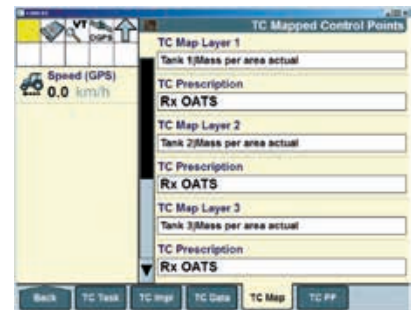 VT
DGPS
TC Mapped Control Points
Speed (GPS)
0.0 km/h
TC Map Layer 1
Tank 1|Mass per area actual
TC Prescription
Rx OATS
TC Map Layer 2
Tank 2|Mass per area actual
TC Prescription
Rx OATS
TC Map Layer 3
Tank 3|Mass per area actual
TC Prescription
Rx OATS
Back
TC Task
TC Impl
TC Data
TC Map
TC PF